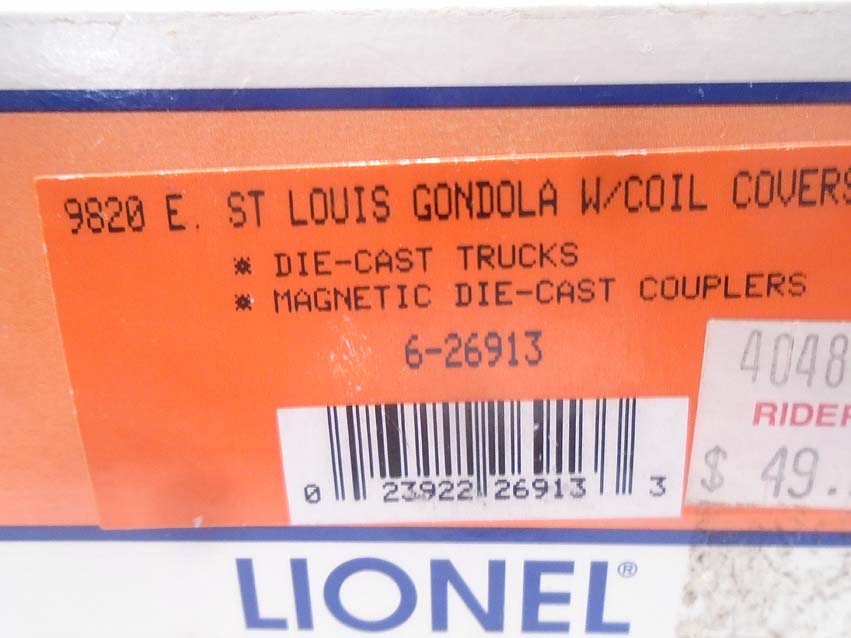 9820 E. ST LOUIS GONDOLA W/COIL COVERS
* DIE-CAST TRUCKS
* MAGNETIC DIE-CAST COUPLERS
6-26913
4048
$ 49.
0 23922 26913 3
LIONEL®